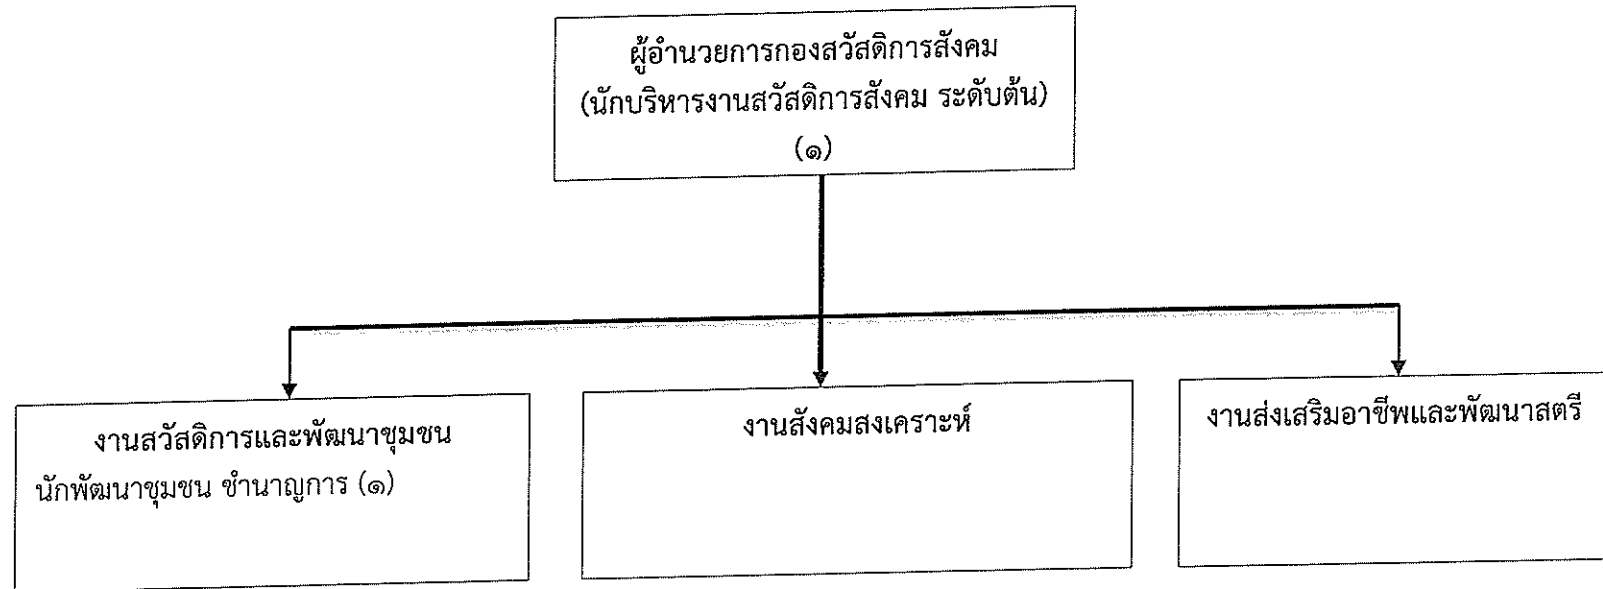 ผู้อำนวยการกองสวัสดิการสังคม
(นักบริหารงานสวัสดิการสังคม ระดับต้น)
(๑)
งานสวัสดิการและพัฒนาชุมชน
นักพัฒนาชุมชน ชำนาญการ (๑)
งานสังคมสงเคราะห์
งานส่งเสริมอาชีพและพัฒนาสตรี